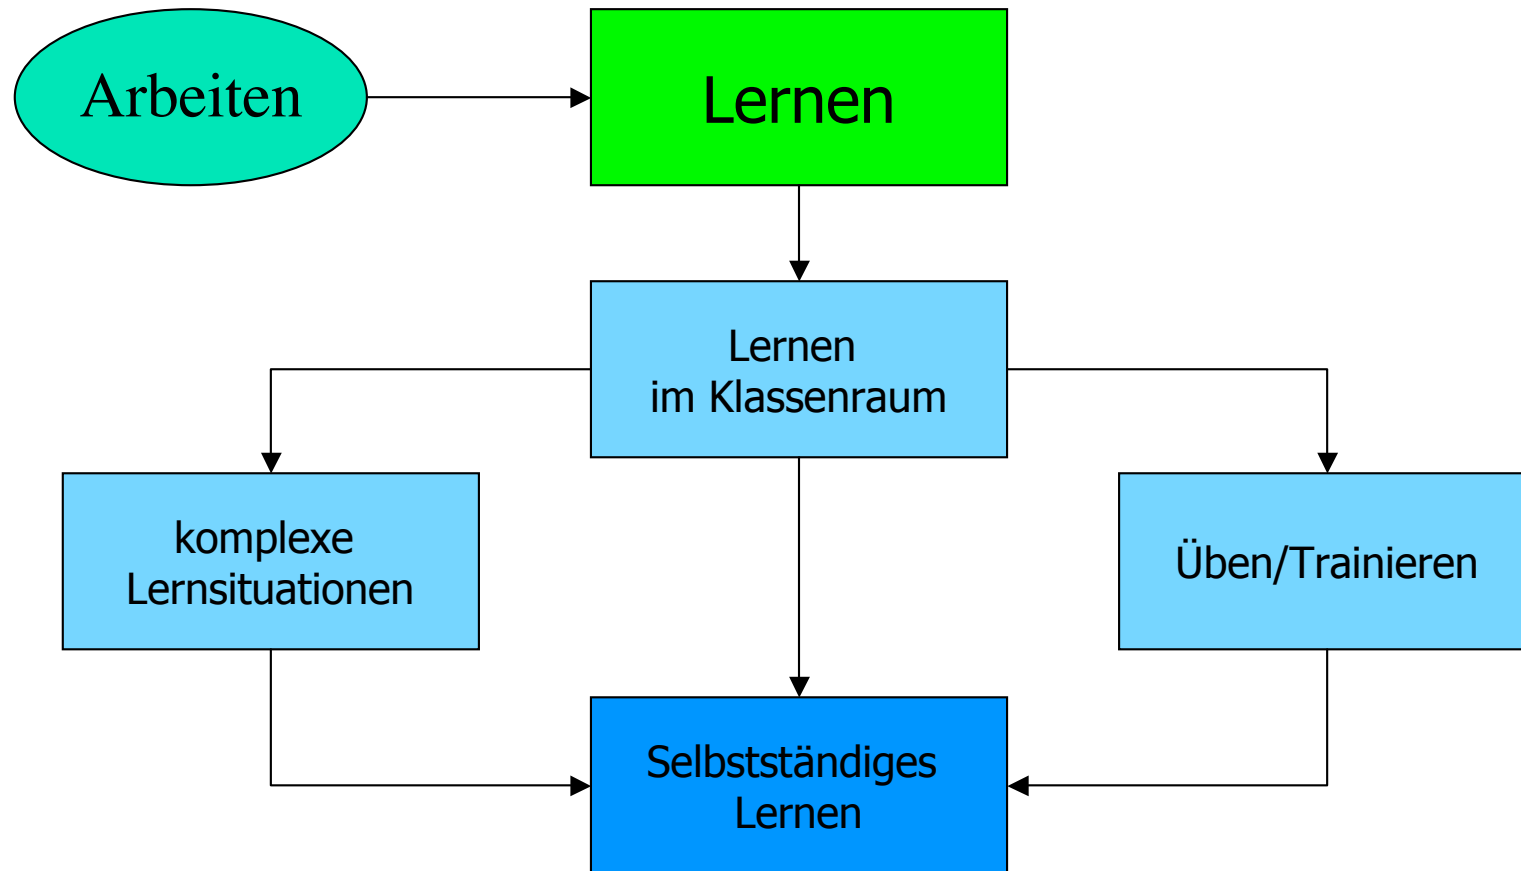 Arbeiten
Lernen
Lernen
im Klassenraum
komplexe
Lernsituationen
Üben/Trainieren
Selbstständiges
Lernen